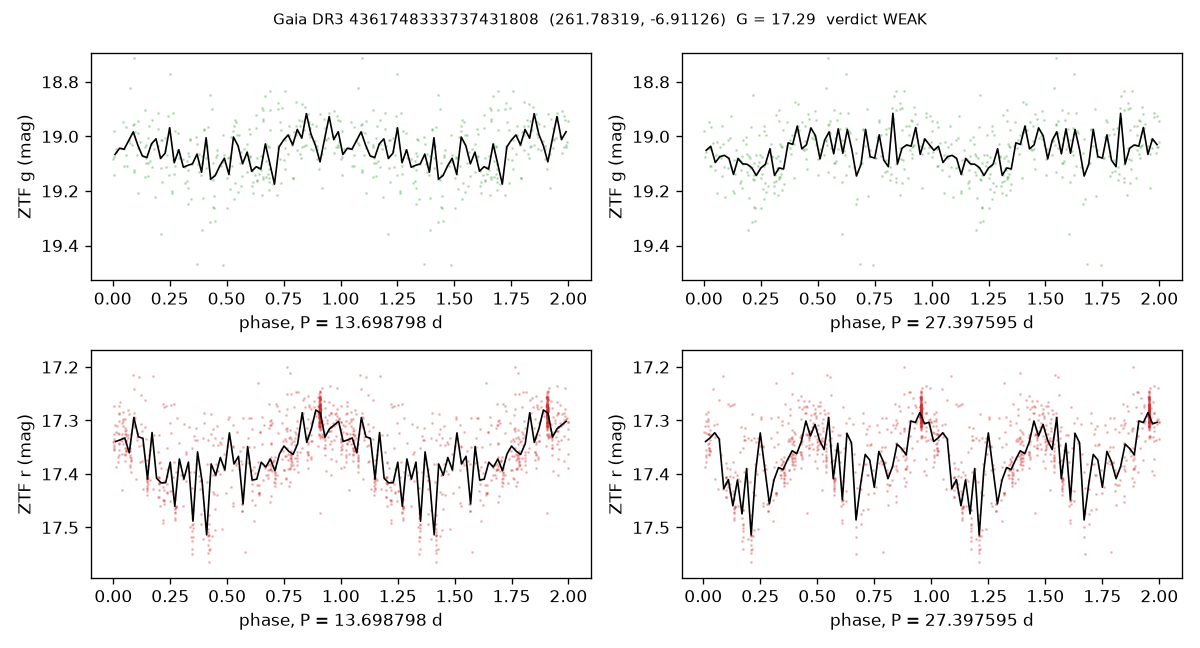 Gaia DR3 4361748333737431808  (261.78319, -6.91126)  G = 17.29  verdict WEAK
ZTF g (mag)
18.8
19.0
19.2
19.4
0.00 0.25 0.50 0.75 1.00 1.25 1.50 1.75 2.00
phase, P = 13.698798 d
ZTF g (mag)
18.8
19.0
19.2
19.4
0.00 0.25 0.50 0.75 1.00 1.25 1.50 1.75 2.00
phase, P = 27.397595 d
ZTF r (mag)
17.2
17.3
17.4
17.5
0.00 0.25 0.50 0.75 1.00 1.25 1.50 1.75 2.00
phase, P = 13.698798 d
ZTF r (mag)
17.2
17.3
17.4
17.5
0.00 0.25 0.50 0.75 1.00 1.25 1.50 1.75 2.00
phase, P = 27.397595 d